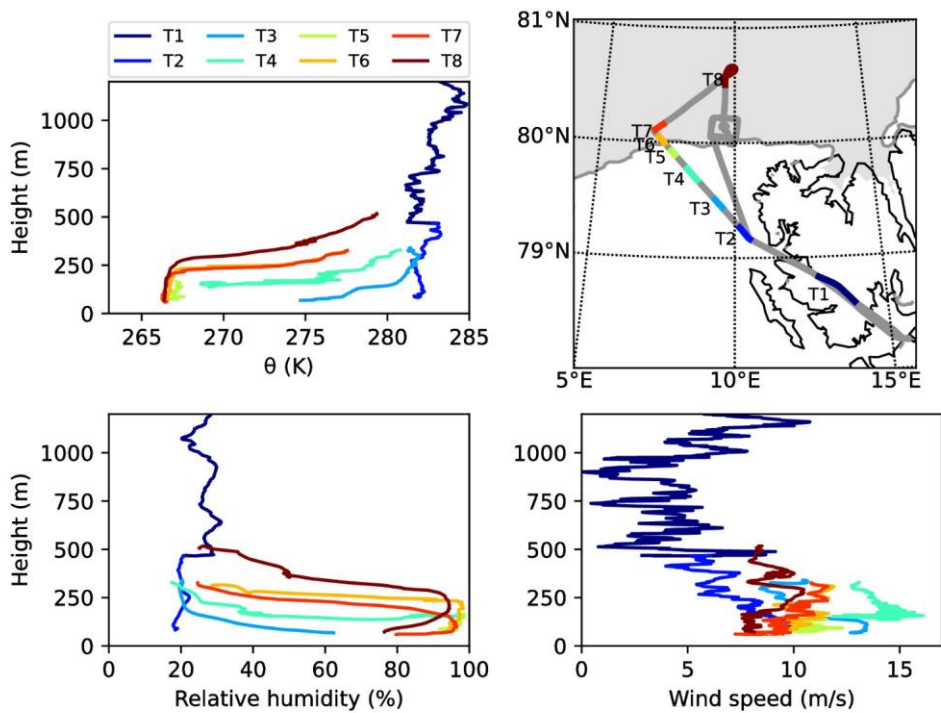 T1 T3 T5 T7
T2 T4 T6 T8
1000
750
500
250
0
Height (m)
265 270 275 280 285
θ (K)
81°N
80°N
79°N
T8
T7
T6
T5
T4
T3
T2
T1
5°E 10°E 15°E
1000
750
500
250
0
Height (m)
20 40 60 80 100
Relative humidity (%)
1000
750
500
250
0
0 5 10 15
Wind speed (m/s)